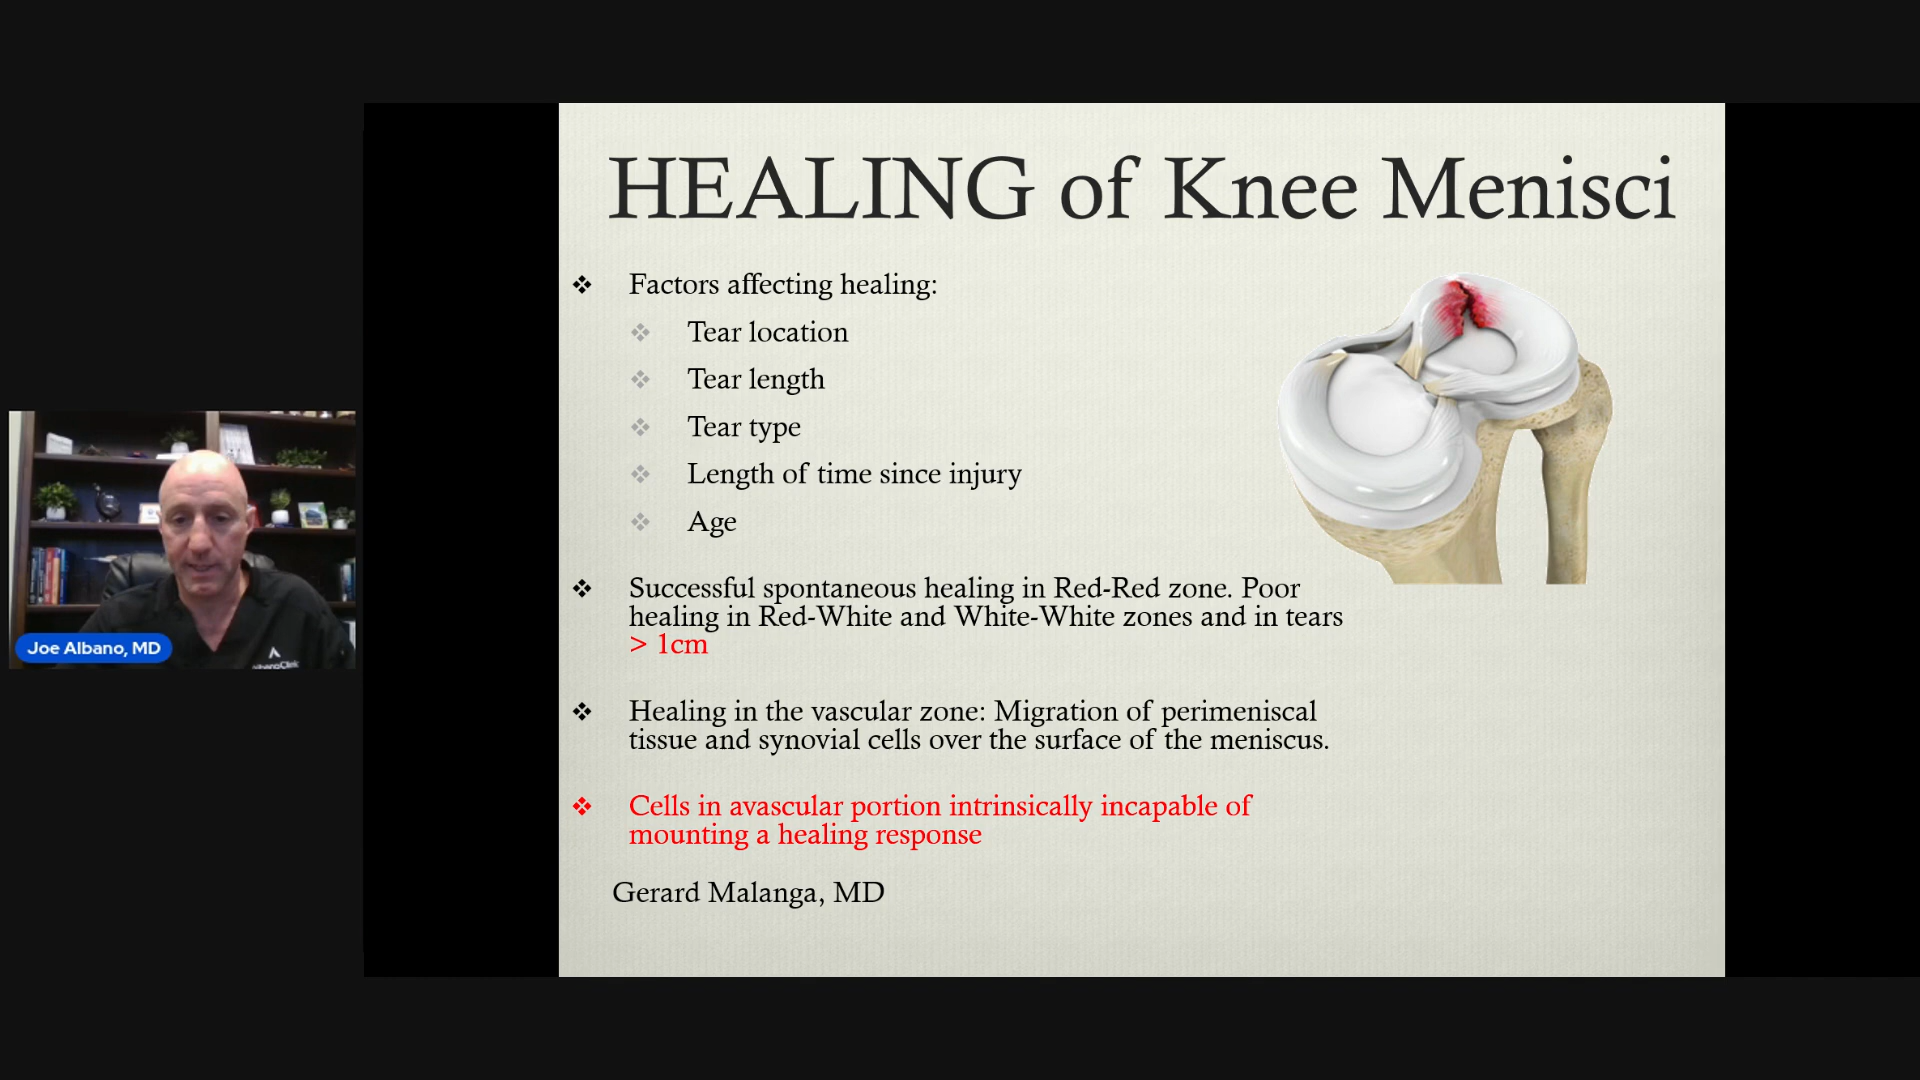 HEALING of Knee Menisci
Factors affecting healing:
Tear location
Tear length
Tear type
Length of time since injury
Age
Successful spontaneous healing in Red-Red zone. Poor
healing in Red-White and White-White zones and in tears
> 1cm
Healing in the vascular zone: Migration of perimeniscal
tissue and synovial cells over the surface of the meniscus.
Cells in avascular portion intrinsically incapable of
mounting a healing response
Gerard Malanga, MD
Joe Albano, MD